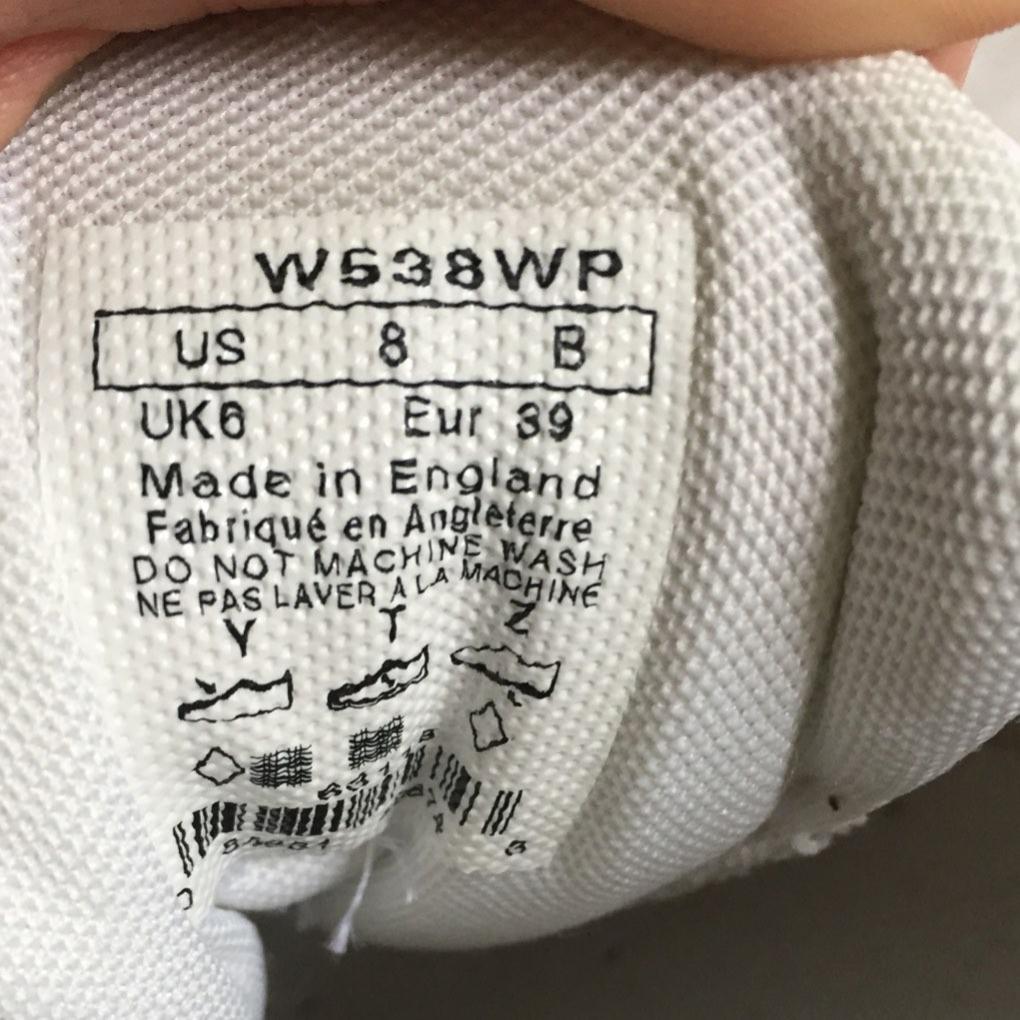 W538WP
US 8 B
UK6 Eur 39
Made in England
Fabriqué en Angleterre
DO NOT MACHINE WASH
NE PAS LAVER A LA MACHINE
Y T Z